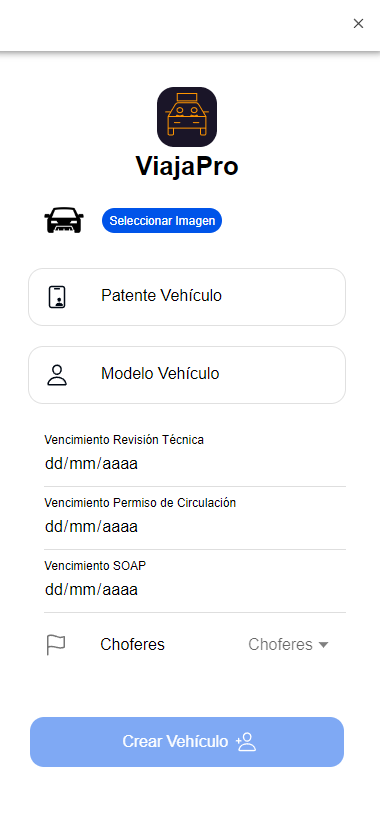 ViajaPro
Seleccionar Imagen
Patente Vehículo
Modelo Vehículo
Vencimiento Revisión Técnica
dd/mm/aaaa
Vencimiento Permiso de Circulación
dd/mm/aaaa
Vencimiento SOAP
dd/mm/aaaa
Choferes Choferes
Crear Vehículo